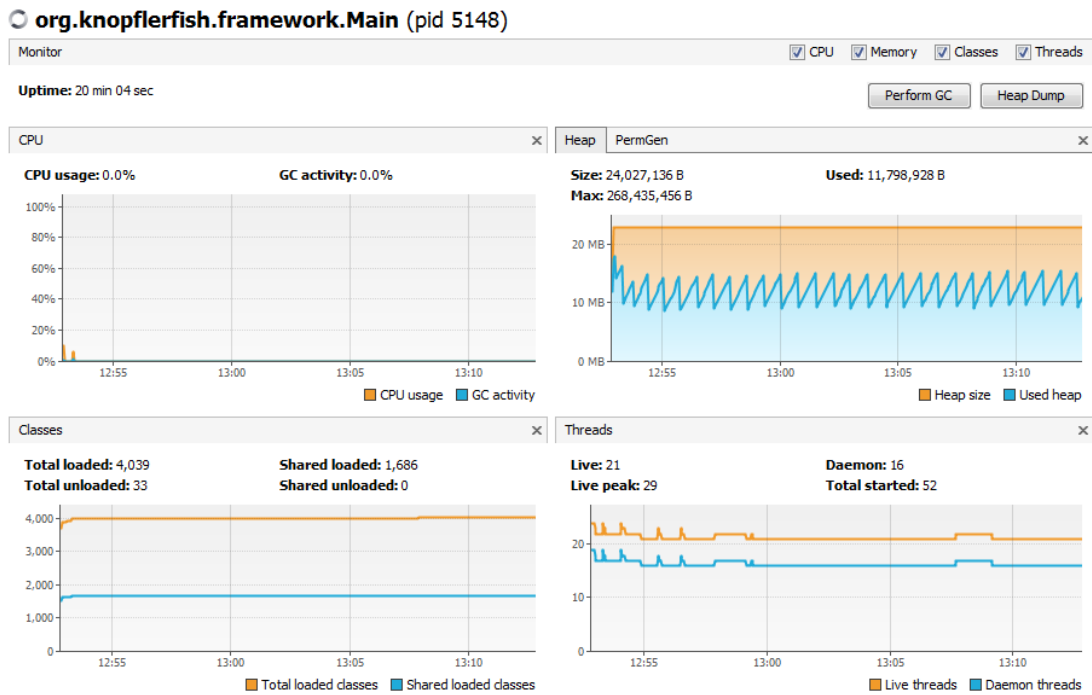 org.knopflerfish.framework.Main (pid 5148)
Monitor
CPU Memory Classes Threads
Uptime: 20 min 04 sec
Perform GC Heap Dump
CPU
CPU usage: 0.0% GC activity: 0.0%
100%
80%
60%
40%
20%
0%
12:55 13:00 13:05 13:10
CPU usage GC activity
Heap PermGen
Size: 24,027,136 B Used: 11,798,928 B
Max: 268,435,456 B
20 MB
10 MB
0 MB
12:55 13:00 13:05 13:10
Heap size Used heap
Classes
Total loaded: 4,039 Shared loaded: 1,686
Total unloaded: 33 Shared unloaded: 0
4,000
3,000
2,000
1,000
0
12:55 13:00 13:05 13:10
Total loaded classes Shared loaded classes
Threads
Live: 21 Daemon: 16
Live peak: 29 Total started: 52
20
10
0
12:55 13:00 13:05 13:10
Live threads Daemon threads